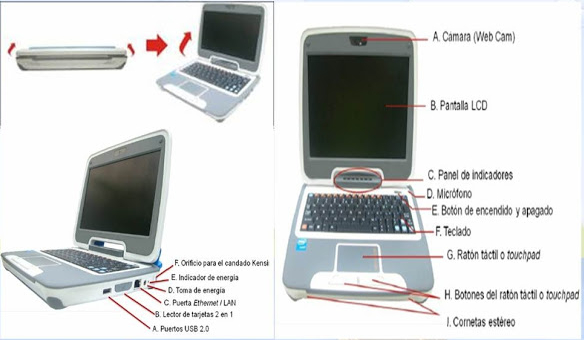 A. Cámara (Web Cam)
B. Pantalla LCD
C. Panel de indicadores
D. Micrófono
E. Botón de encendido y apagado
F. Teclado
G. Ratón táctil o touchpad
H. Botones del ratón táctil o touchpad
I. Cornetas estéreo
F. Orificio para el candado Kensi
E. Indicador de energía
D. Toma de energía
C. Puerta Ethernet / LAN
B. Lector de tarjetas 2 en 1
A. Puertos USB 2.0